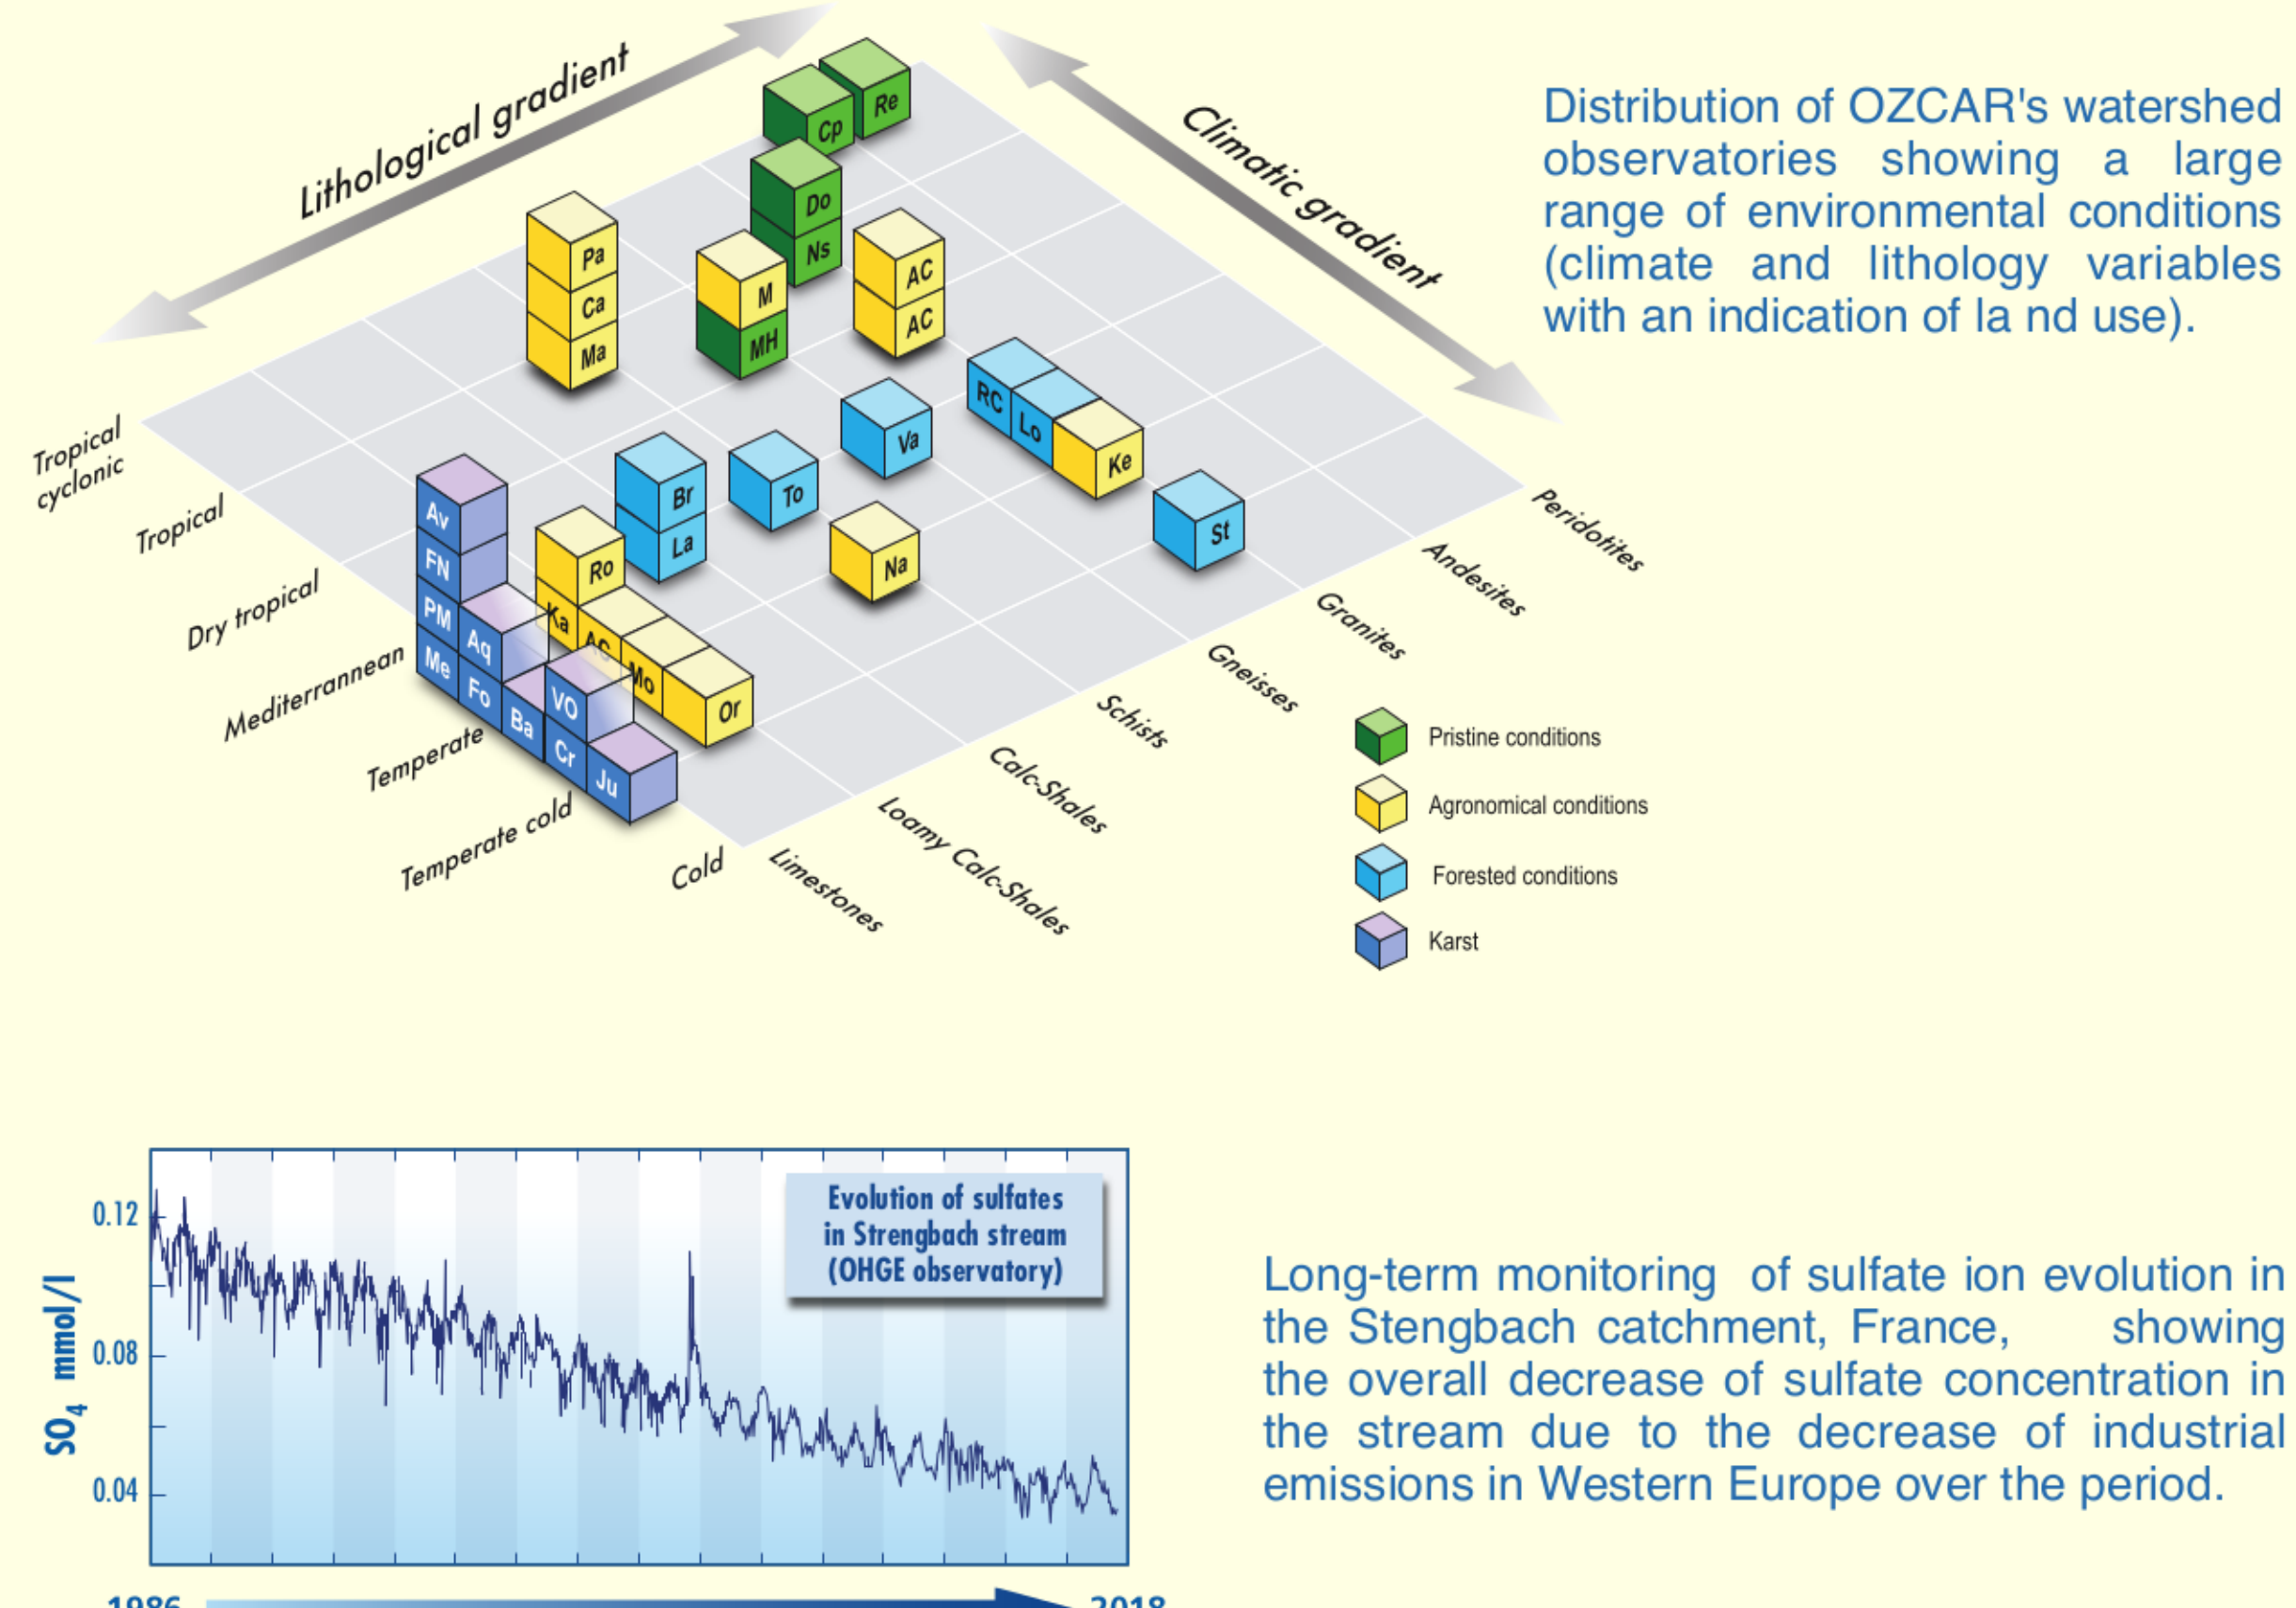 Lithological gradient
Climatic gradient
Distribution of OZCAR's watershed
observatories showing a large
range of environmental conditions
(climate and lithology variables
with an indication of la nd use).
Re
Cp
Do
Ns
Pa
Ca
Ma
M
MH
AC
AC
RC
Lo
Ke
Va
St
Br
La
To
Na
Av
FN
PM
Me
Aq
Fo
Ba
VO
Cr
Ju
Ro
Ka
AC
Mo
Or
Tropical
cyclonic
Tropical
Dry tropical
Mediterrannean
Temperate
Temperate cold
Cold
Limestones
Loamy Calc-Shales
Calc-Shales
Schists
Gneisses
Granites
Andesites
Peridotites
Pristine conditions
Agronomical conditions
Forested conditions
Karst
Evolution of sulfates
in Strengbach stream
(OHGE observatory)
SO4 mmol/l
0.12
0.08
0.04
1986
2018
Long-term monitoring of sulfate ion evolution in
the Stengbach catchment, France, showing
the overall decrease of sulfate concentration in
the stream due to the decrease of industrial
emissions in Western Europe over the period.